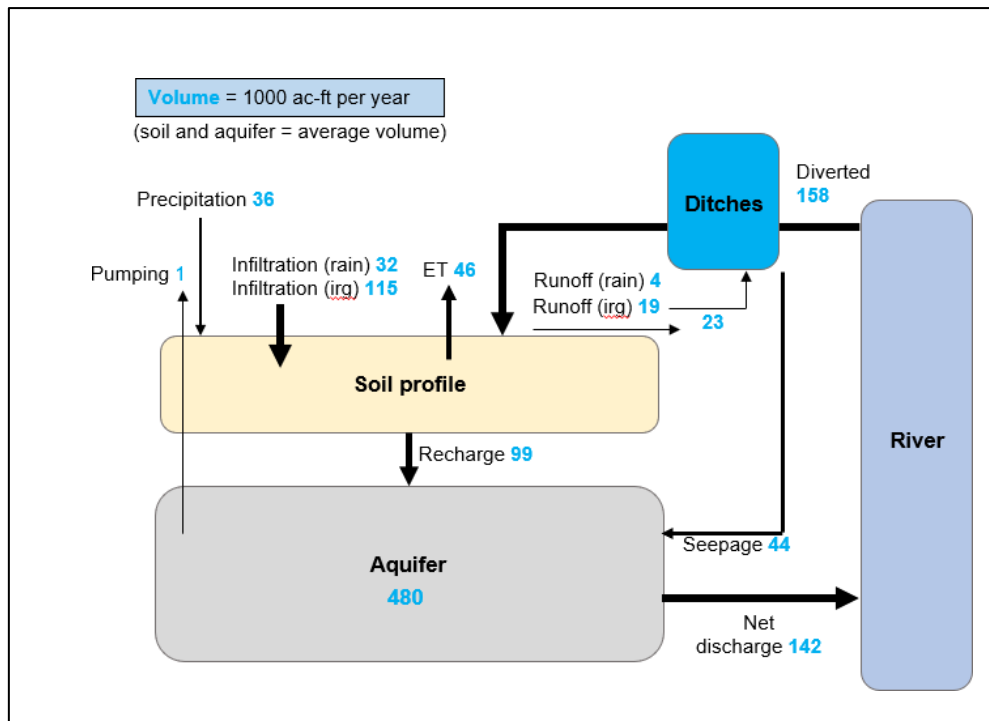 Volume = 1000 ac-ft per year
(soil and aquifer = average volume)
Precipitation 36
Pumping 1
Infiltration (rain) 32
Infiltration (irg) 115
ET 46
Runoff (rain) 4
Runoff (irg) 19
23
Ditches
Diverted
158
Soil profile
River
Recharge 99
Seepage 44
Aquifer
480
Net
discharge 142